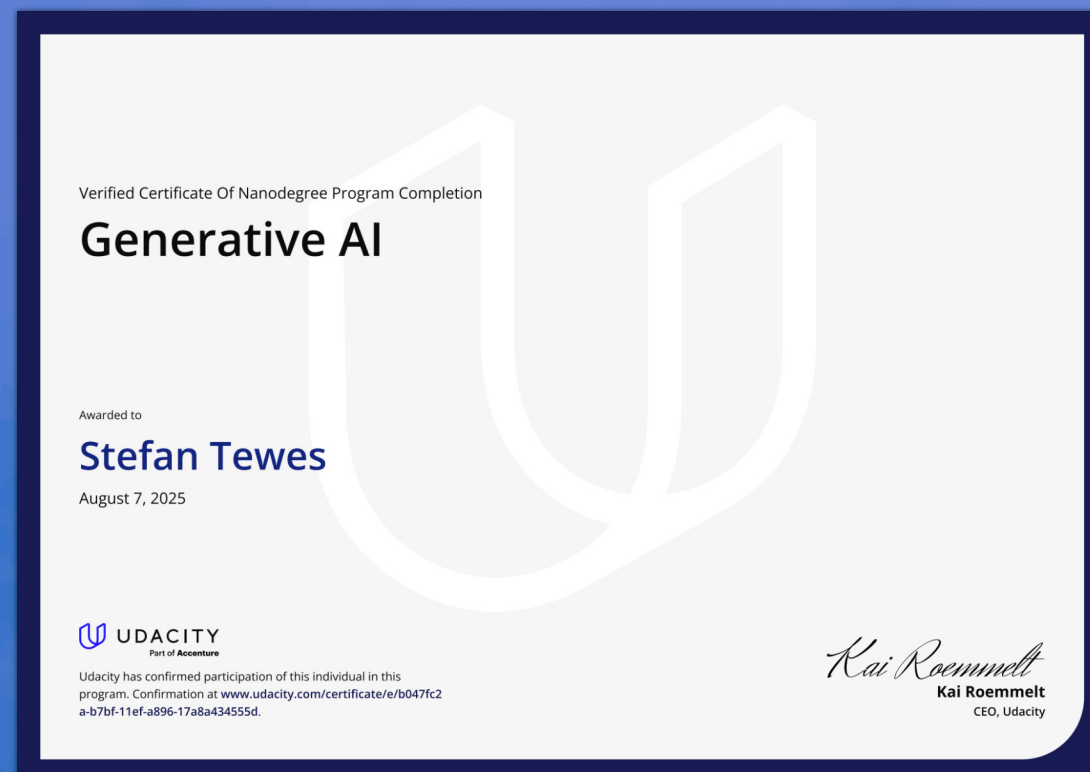 Verified Certificate Of Nanodegree Program Completion
Generative AI
Awarded to
Stefan Tewes
August 7, 2025
UDACITY
Part of Accenture
Udacity has confirmed participation of this individual in this
program. Confirmation at www.udacity.com/certificate/e/b047fc2
a-b7bf-11ef-a896-17a8a434555d.
Kai Roemmelt
Kai Roemmelt
CEO, Udacity